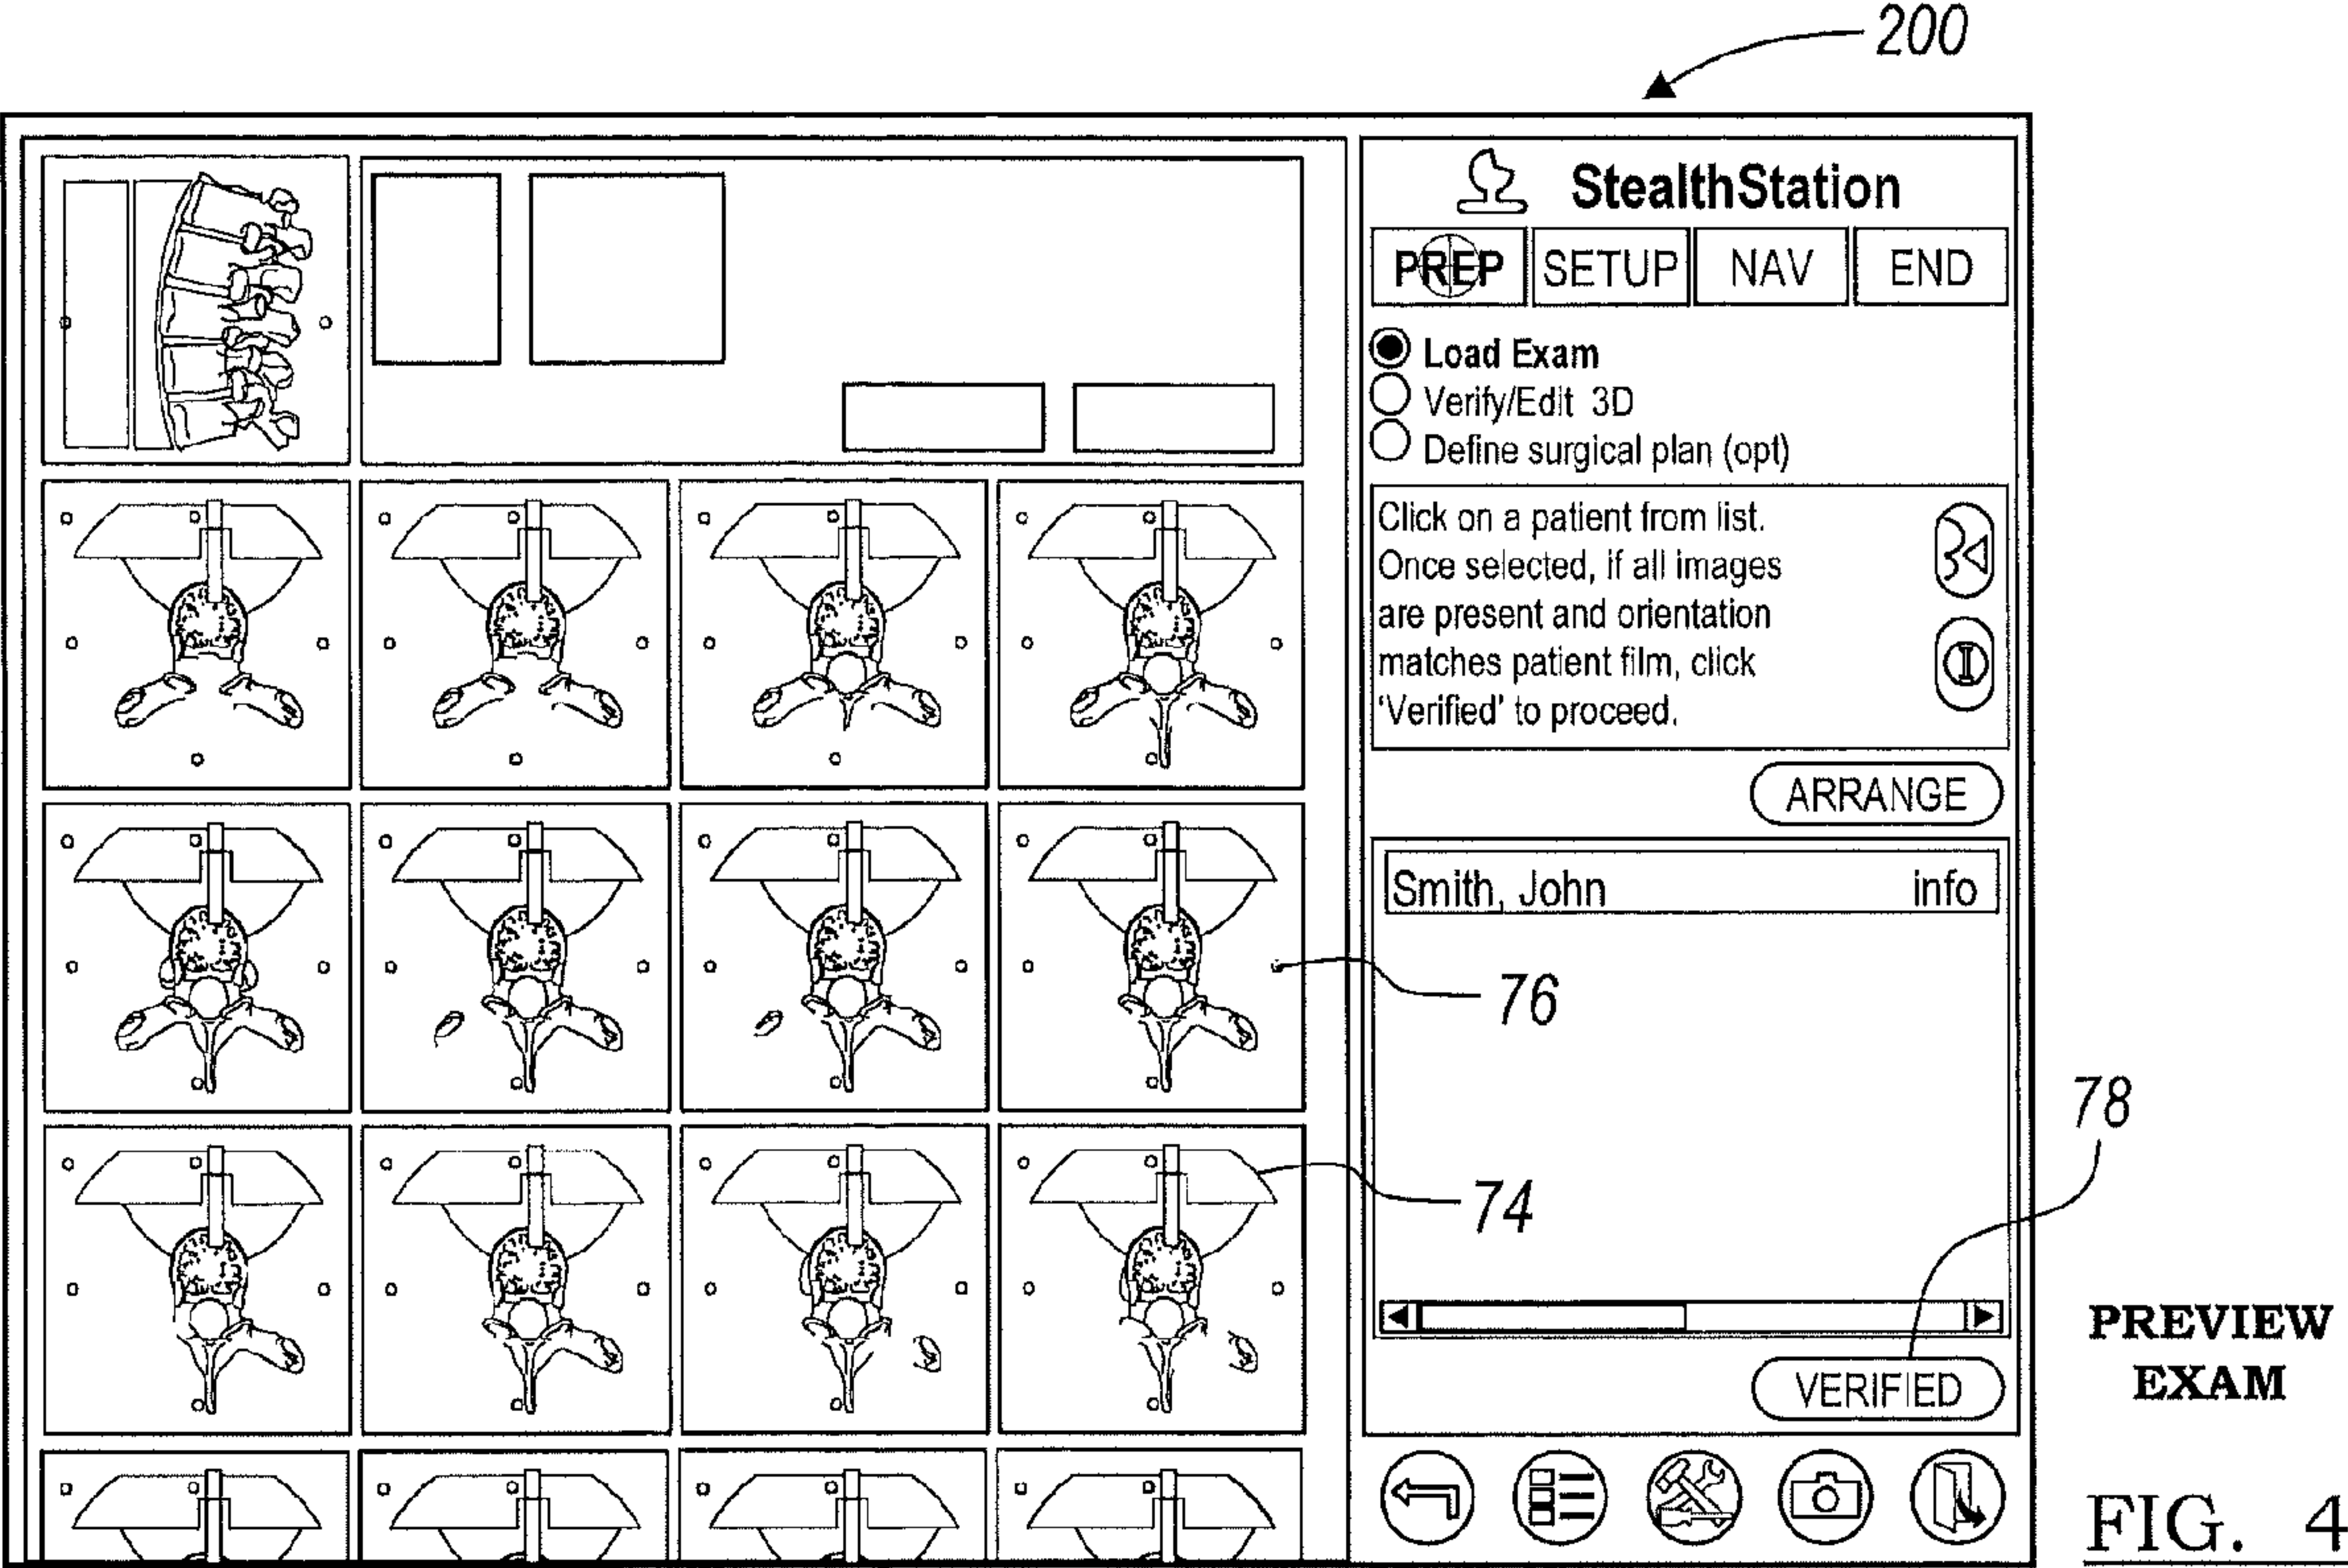 200
StealthStation
PREP SETUP NAV END
Load Exam
Verify/Edit 3D
Define surgical plan (opt)
Click on a patient from list.
Once selected, if all images
are present and orientation
matches patient film, click
'Verified' to proceed.
ARRANGE
Smith, John info
76
78
74
VERIFIED
PREVIEW
EXAM
FIG. 4